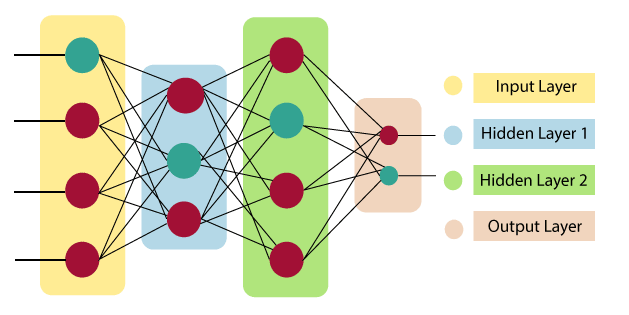 Input Layer
Hidden Layer 1
Hidden Layer 2
Output Layer